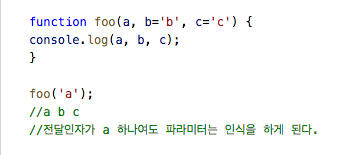 function foo(a, b='b', c='c') {
console.log(a, b, c);
}
foo('a');
//a b c
//전달인자가 a 하나여도 파라미터는 인식을 하게 된다.